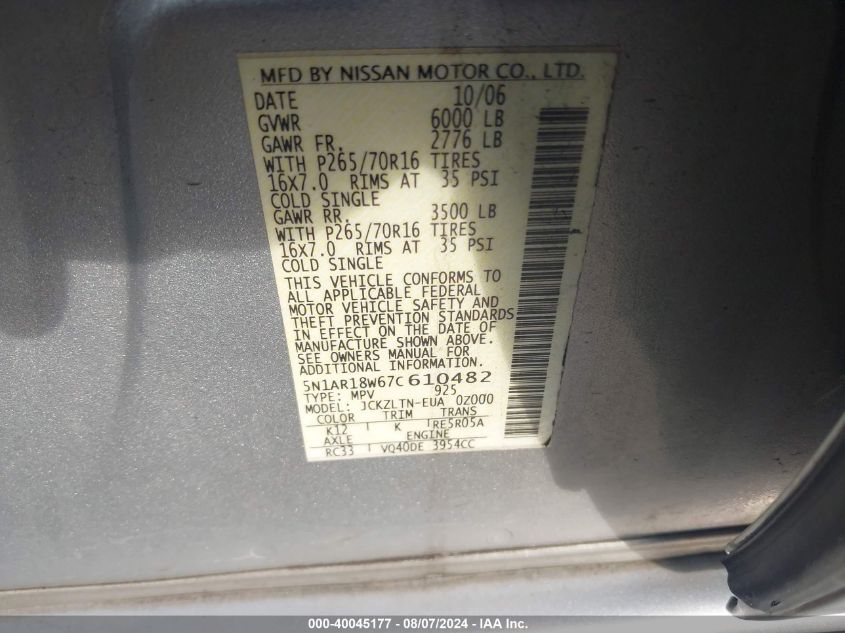 MFD BY NISSAN MOTOR CO., LTD.
DATE 10/06
GVWR 6000 LB
GAWR FR. 2776 LB
WITH P265/70R16 TIRES
16X7.0 RIMS AT 35 PSI
COLD SINGLE
GAWR RR. 3500 LB
WITH P265/70R16 TIRES
16X7.0 RIMS AT 35 PSI
COLD SINGLE
THIS VEHICLE CONFORMS TO
ALL APPLICABLE FEDERAL
MOTOR VEHICLE SAFETY AND
THEFT PREVENTION STANDARDS
IN EFFECT ON THE DATE OF
MANUFACTURE SHOWN ABOVE.
SEE OWNERS MANUAL FOR
ADDITIONAL INFORMATION.
5N1AR18W67C610482
TYPE: MPV 925
MODEL: JCKZLTN-EUA 0Z000
COLOR TRIM TRANS
K12 K RE5R05A
AXLE ENGINE
RC33 VQ40DE 3954CC
000-40045177 - 08/07/2024 - IAA Inc.